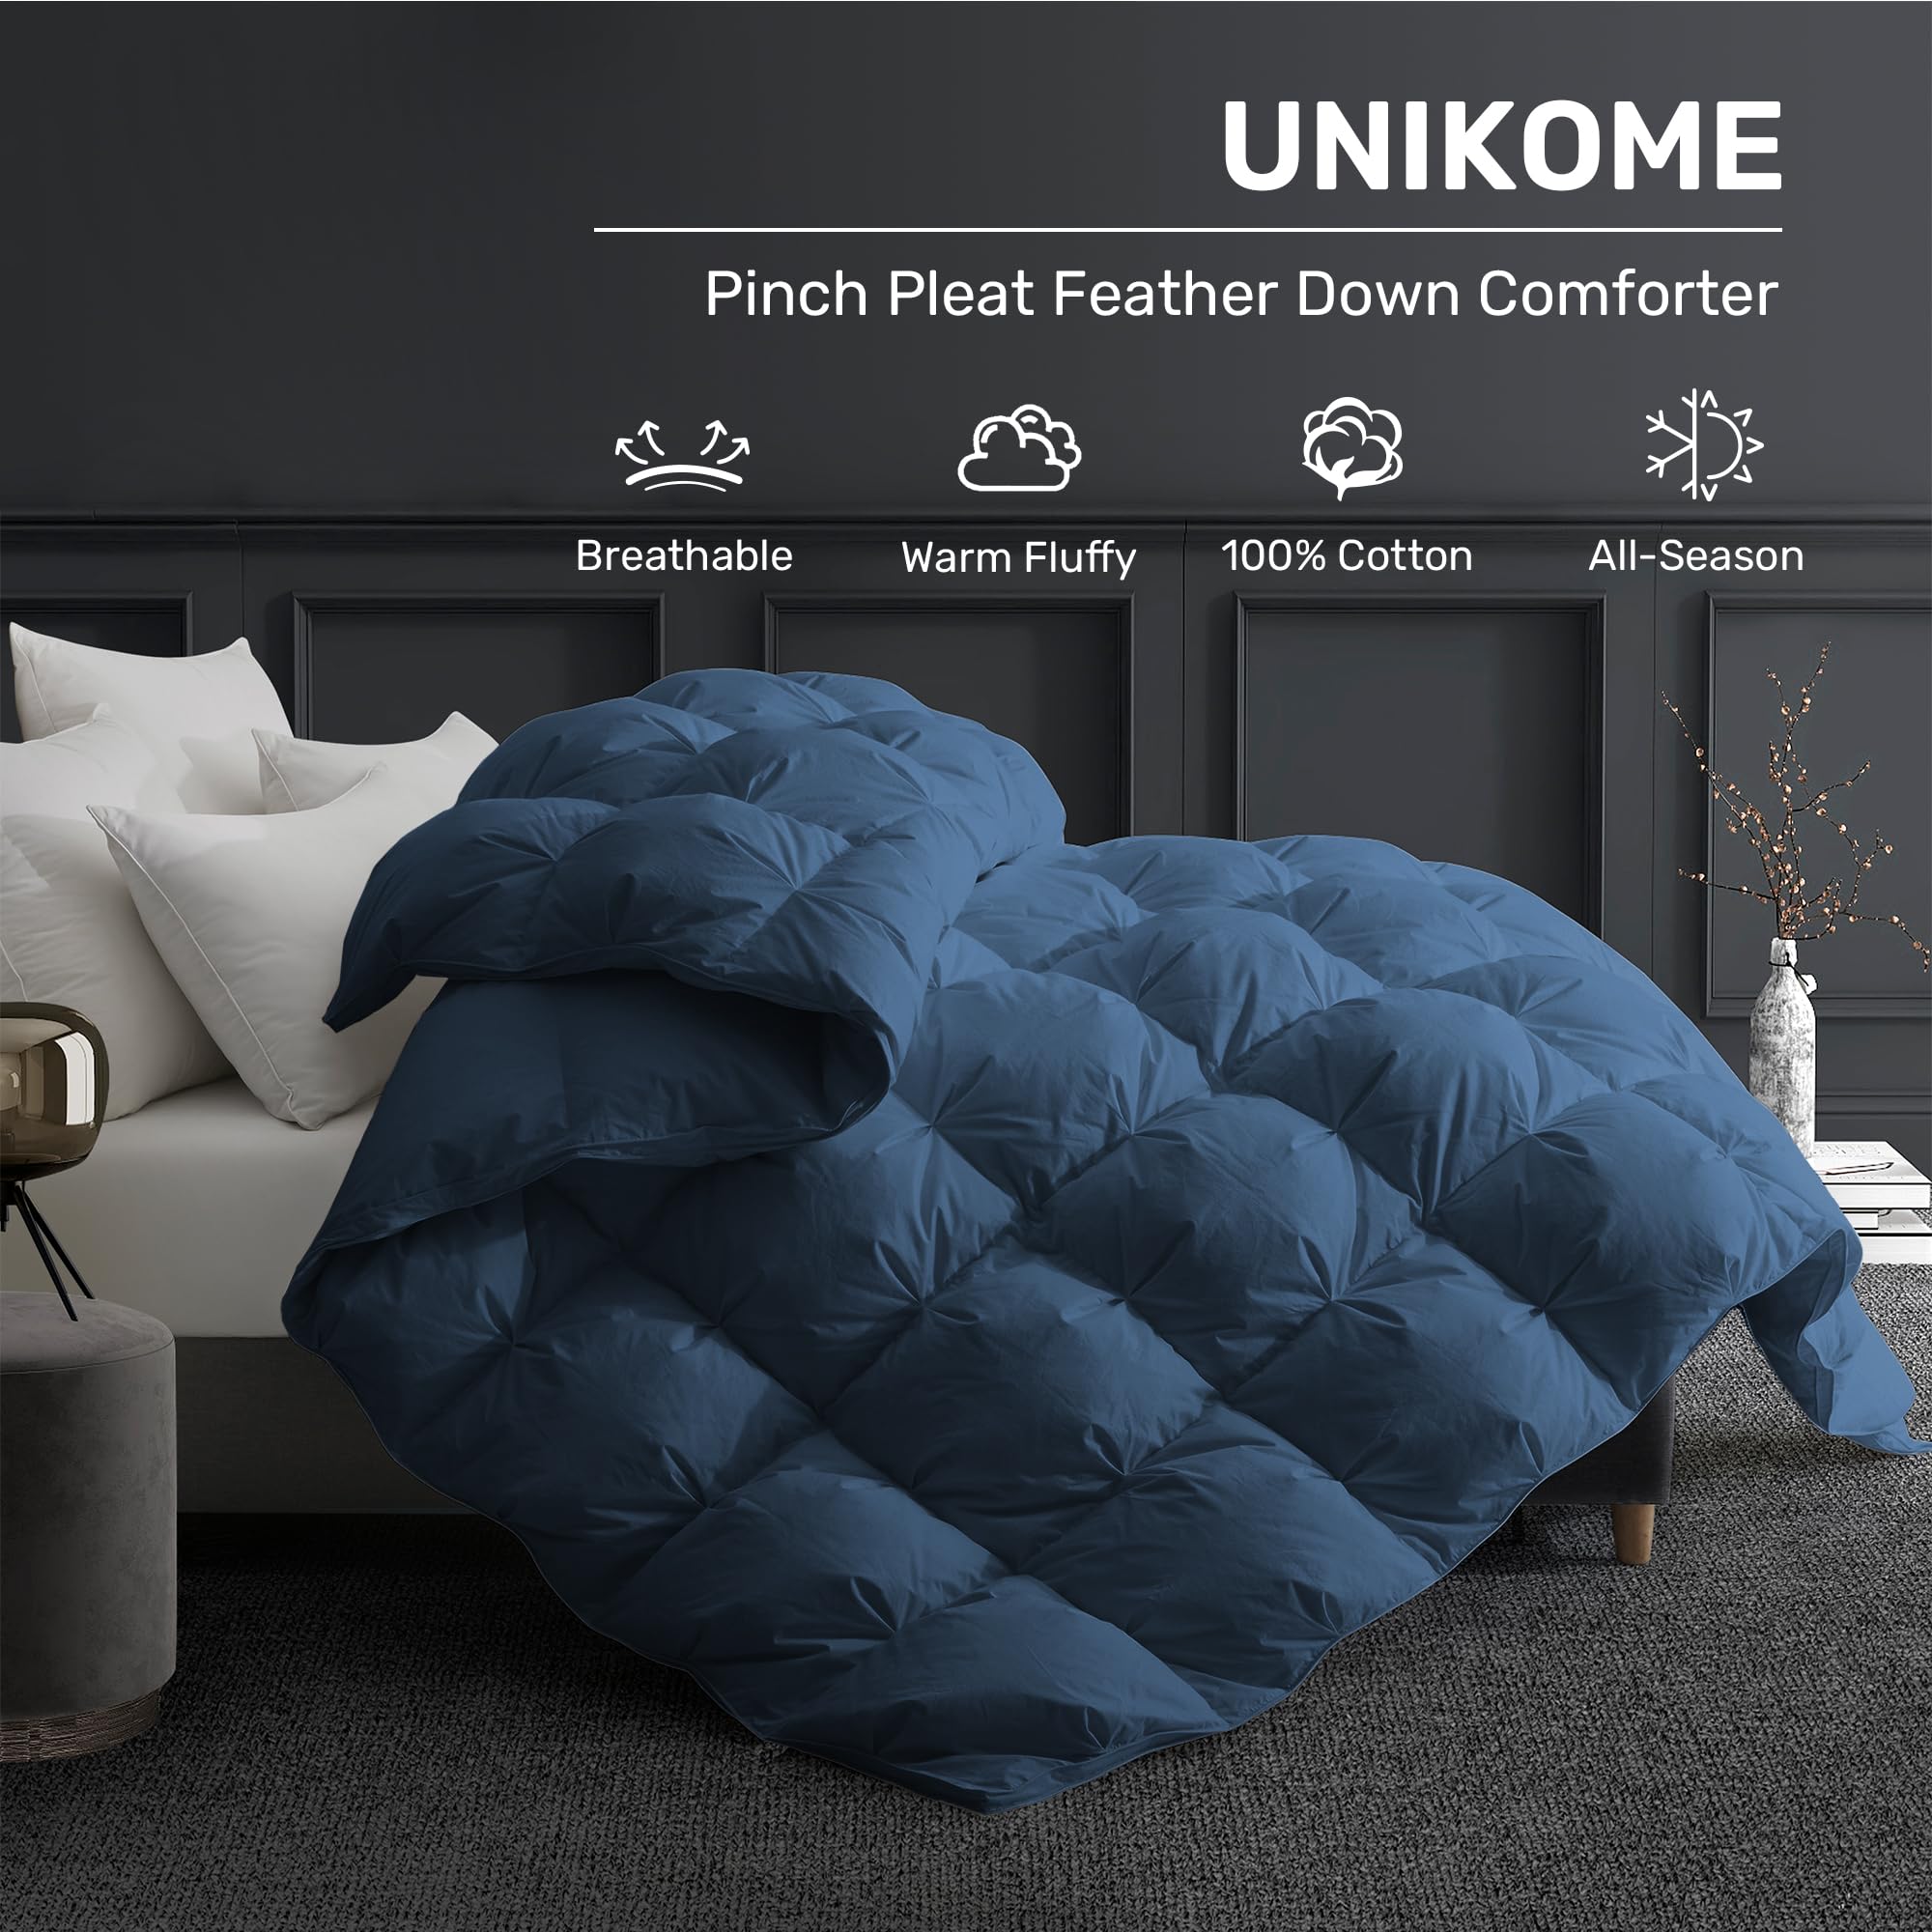 UNIKOME
Pinch Pleat Feather Down Comforter
Breathable
Warm Fluffy
100% Cotton
All-Season